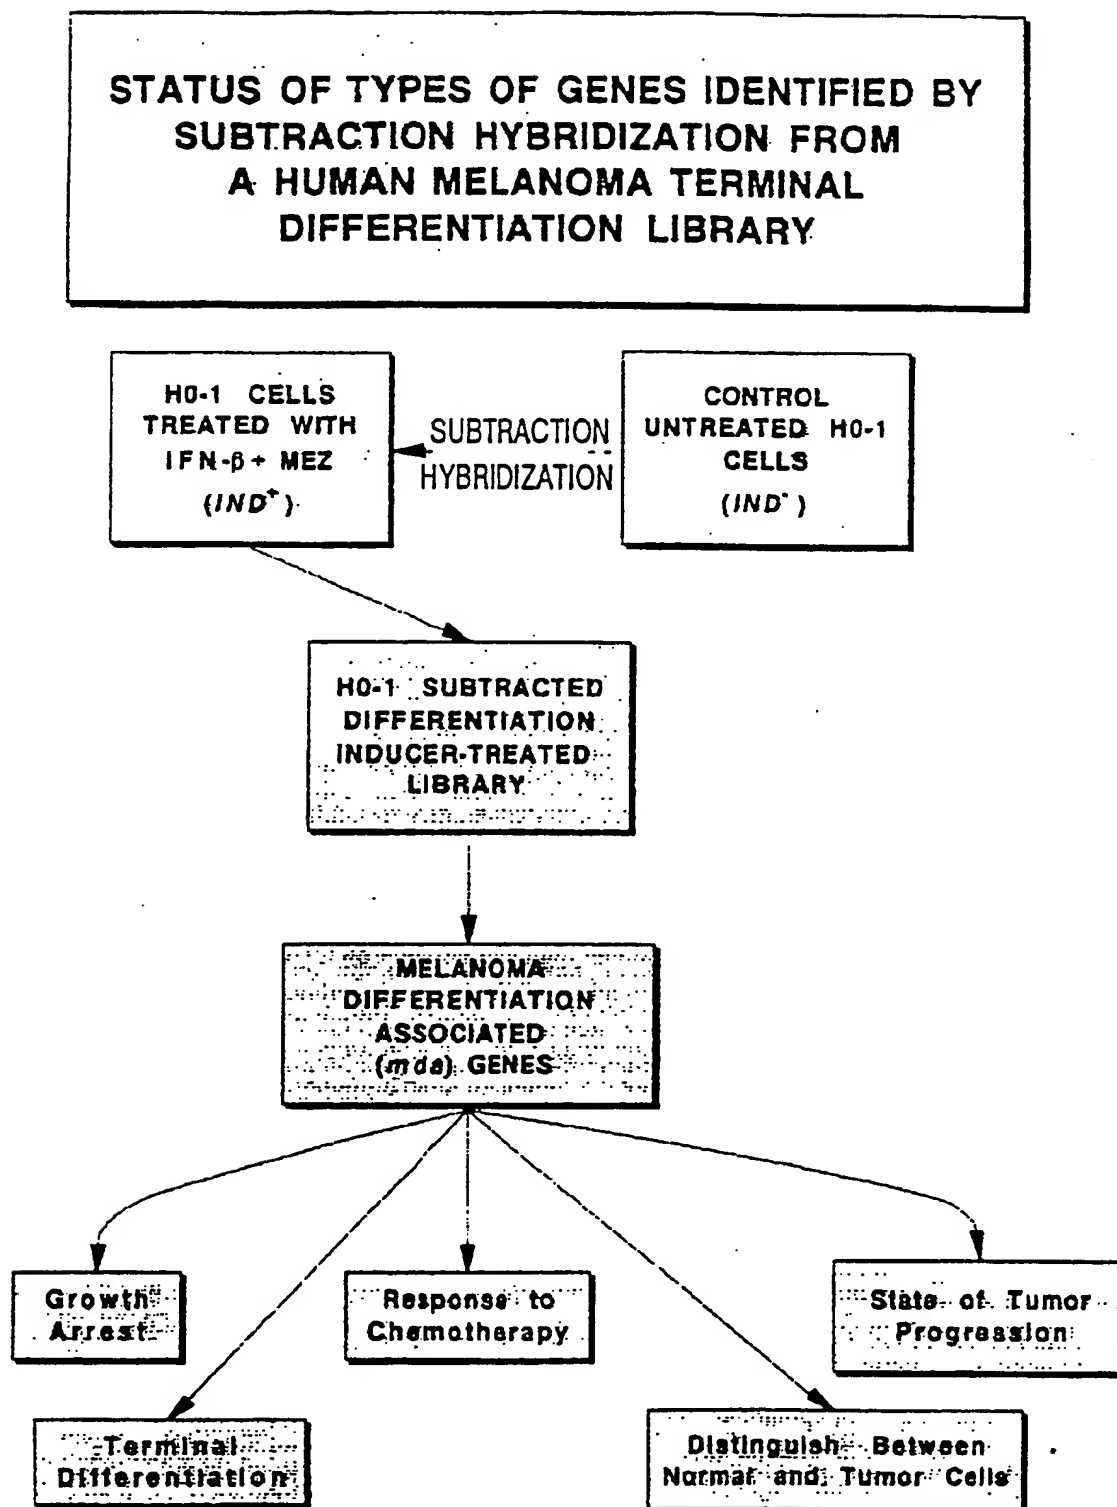 STATUS OF TYPES OF GENES IDENTIFIED BY
SUBTRACTION HYBRIDIZATION FROM
A HUMAN MELANOMA TERMINAL
DIFFERENTIATION LIBRARY
H0-1 CELLS
TREATED WITH
IFN-β + MEZ
(IND⁺)
SUBTRACTION
HYBRIDIZATION
CONTROL
UNTREATED H0-1
CELLS
(IND⁻)
H0-1 SUBTRACTED
DIFFERENTIATION
INDUCER-TREATED
LIBRARY
MELANOMA
DIFFERENTIATION
ASSOCIATED
(mda) GENES
Growth
Arrest
Response to
Chemotherapy
State of Tumor
Progression
Terminal
Differentiation
Distinguish Between
Normal and Tumor Cells